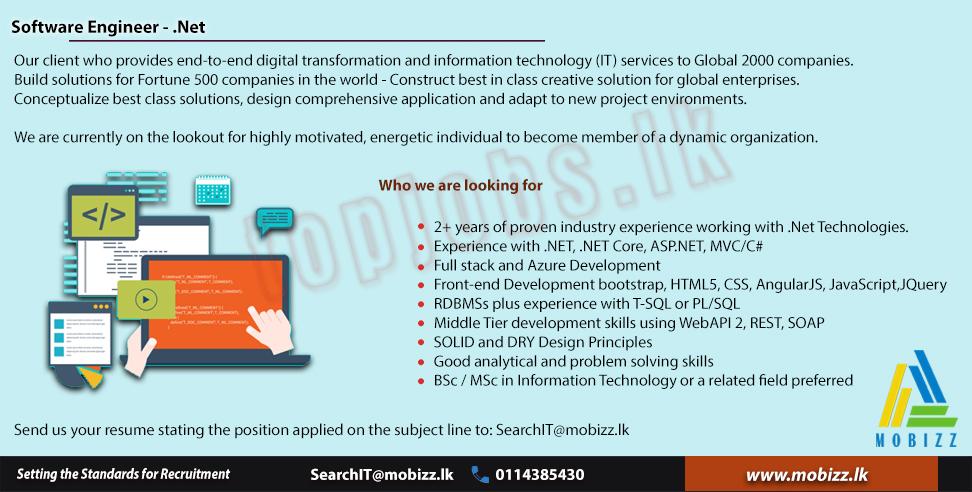 Software Engineer - .Net
Our client who provides end-to-end digital transformation and information technology (IT) services to Global 2000 companies.
Build solutions for Fortune 500 companies in the world - Construct best in class creative solution for global enterprises.
Conceptualize best class solutions, design comprehensive application and adapt to new project environments.
We are currently on the lookout for highly motivated, energetic individual to become member of a dynamic organization.
topjobs.lk
</>
Who we are looking for
2+ years of proven industry experience working with .Net Technologies.
Experience with .NET, .NET Core, ASP.NET, MVC/C#
Full stack and Azure Development
Front-end Development bootstrap, HTML5, CSS, AngularJS, JavaScript,JQuery
RDBMSs plus experience with T-SQL or PL/SQL
Middle Tier development skills using WebAPI 2, REST, SOAP
SOLID and DRY Design Principles
Good analytical and problem solving skills
BSc / MSc in Information Technology or a related field preferred
MOBIZZ
Send us your resume stating the position applied on the subject line to: SearchIT@mobizz.lk
Setting the Standards for Recruitment SearchIT@mobizz.lk 0114385430 www.mobizz.lk